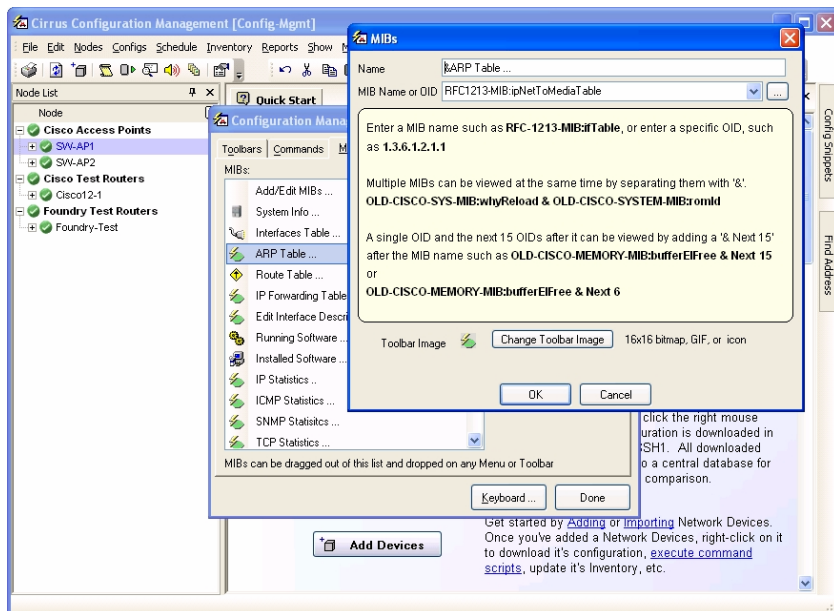 Cirrus Configuration Management [Config-Mgmt]
File Edit Nodes Configs Schedule Inventory Reports Show
Node List
Node
Cisco Access Points
SW-AP1
SW-AP2
Cisco Test Routers
Cisco12-1
Foundry Test Routers
Foundry-Test
Quick Start
Configuration Mana
Toolbars Commands M
MIBs:
Add/Edit MIBs ...
System Info ...
Interfaces Table ...
ARP Table ...
Route Table ...
IP Forwarding Table
Edit Interface Descri
Running Software ...
Installed Software ...
IP Statistics ..
ICMP Statistics ...
SNMP Statisitcs ...
TCP Statistics ...
MIBs can be dragged out of this list and dropped on any Menu or Toolbar
Keyboard ...
Done
MIBs
Name
&ARP Table ...
MIB Name or OID
RFC1213-MIB:ipNetToMediaTable
...
Enter a MIB name such as RFC-1213-MIB:ifTable, or enter a specific OID, such
as 1.3.6.1.2.1.1
Multiple MIBs can be viewed at the same time by separating them with '&'.
OLD-CISCO-SYS-MIB:whyReload & OLD-CISCO-SYSTEM-MIB:romId
A single OID and the next 15 OIDs after it can be viewed by adding a '& Next 15'
after the MIB name such as OLD-CISCO-MEMORY-MIB:bufferElFree & Next 15
or
OLD-CISCO-MEMORY-MIB:bufferElFree & Next 6
Toolbar Image
Change Toolbar Image
16x16 bitmap, GIF, or icon
OK
Cancel
click the right mouse
uration is downloaded in
SH1. All downloaded
o a central database for
comparison.
Add Devices
Get started by Adding or Importing Network Devices.
Once you've added a Network Devices, right-click on it
to download it's configuration, execute command
scripts, update it's Inventory, etc.
Config Snippets
Find Address